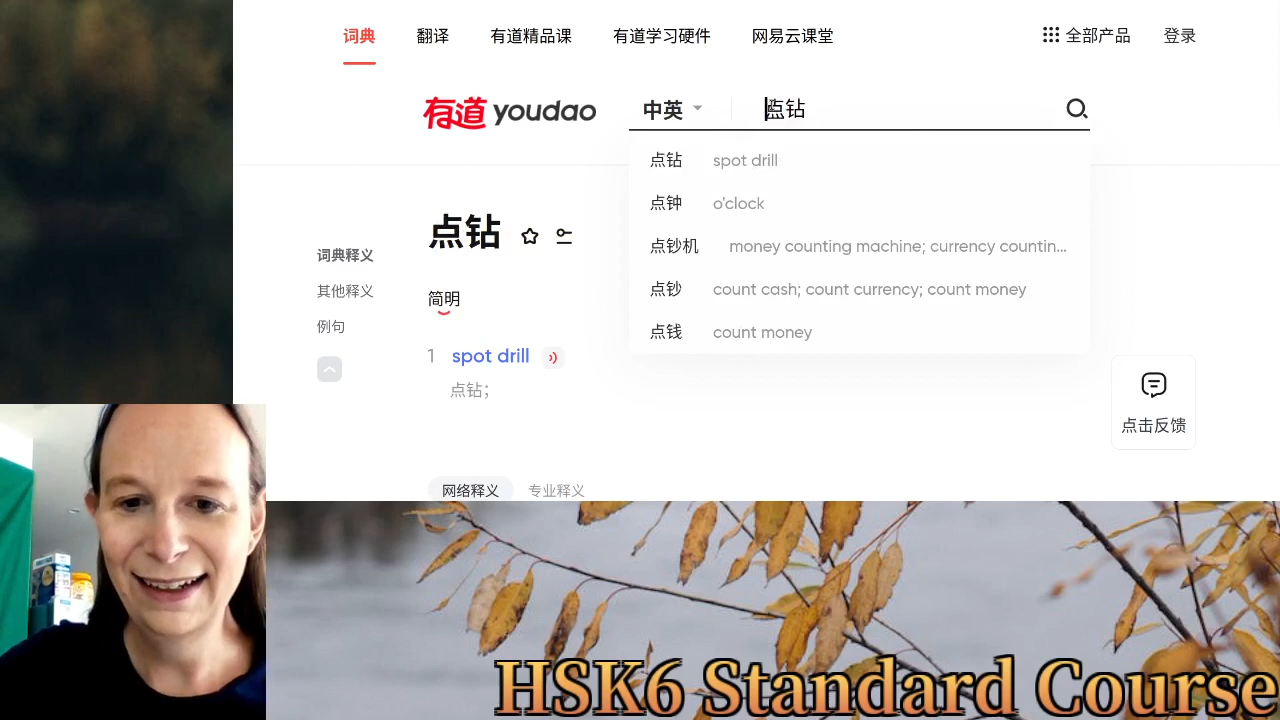 词典 翻译 有道精品课 有道学习硬件 网易云课堂 全部产品 登录
有道 youdao 中英 点钻
点钻 spot drill
点钟 o'clock
点钞机 money counting machine; currency countin...
点钞 count cash; count currency; count money
点钱 count money
点钻
词典释义
其他释义
例句
简明
1 spot drill
点钻；
点击反馈
网络释义 专业释义
HSK6 Standard Course